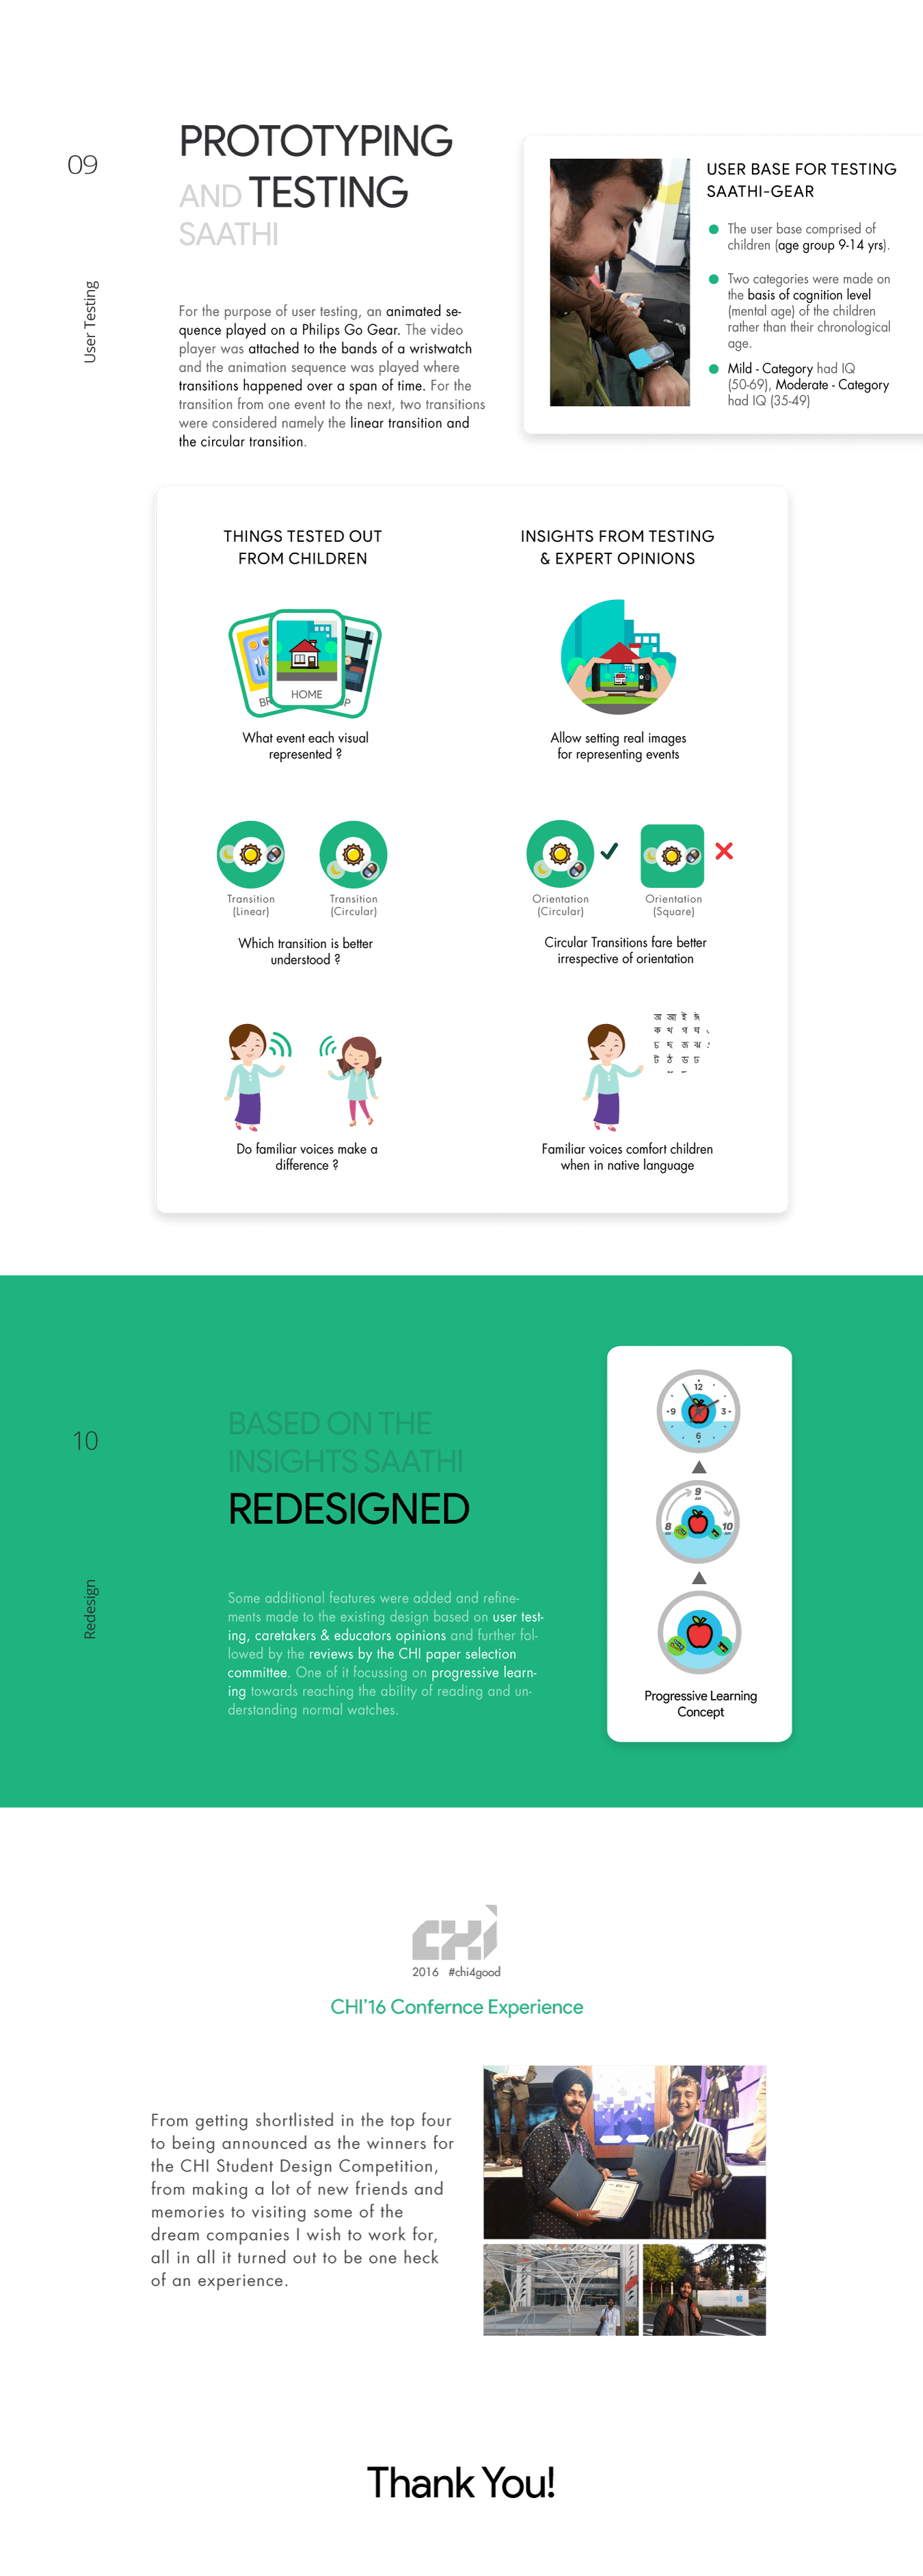 09
PROTOTYPING
AND TESTING
SAATHI
User Testing
For the purpose of user testing, an animated se-
quence played on a Philips Go Gear. The video
player was attached to the bands of a wristwatch
and the animation sequence was played where
transitions happened over a span of time. For the
transition from one event to the next, two transitions
were considered namely the linear transition and
the circular transition.
USER BASE FOR TESTING
SAATHI-GEAR
The user base comprised of
children (age group 9-14 yrs).
Two categories were made on
the basis of cognition level
(mental age) of the children
rather than their chronological
age.
Mild - Category had IQ
(50-69), Moderate - Category
had IQ (35-49)
THINGS TESTED OUT
FROM CHILDREN
HOME
What event each visual
represented ?
Transition
(Linear)
Transition
(Circular)
Which transition is better
understood ?
Do familiar voices make a
difference ?
INSIGHTS FROM TESTING
& EXPERT OPINIONS
Allow setting real images
for representing events
Orientation
(Circular)
Orientation
(Square)
Circular Transitions fare better
irrespective of orientation
অ আ ই ঈ
ক থ গ ঘ
চ ছ জ ঝ
ট ঠ ড ঢ
Familiar voices comfort children
when in native language
10
BASED ON THE
INSIGHTS SAATHI
REDESIGNED
Redesign
Some additional features were added and refine-
ments made to the existing design based on user test-
ing, caretakers & educators opinions and further fol-
lowed by the reviews by the CHI paper selection
committee. One of it focussing on progressive learn-
ing towards reaching the ability of reading and un-
derstanding normal watches.
12
9 3
6
9
AM
8 10
AM AM
Progressive Learning
Concept
CHI
2016 #chi4good
CHI'16 Confernce Experience
From getting shortlisted in the top four
to being announced as the winners for
the CHI Student Design Competition,
from making a lot of new friends and
memories to visiting some of the
dream companies I wish to work for,
all in all it turned out to be one heck
of an experience.
Thank You!